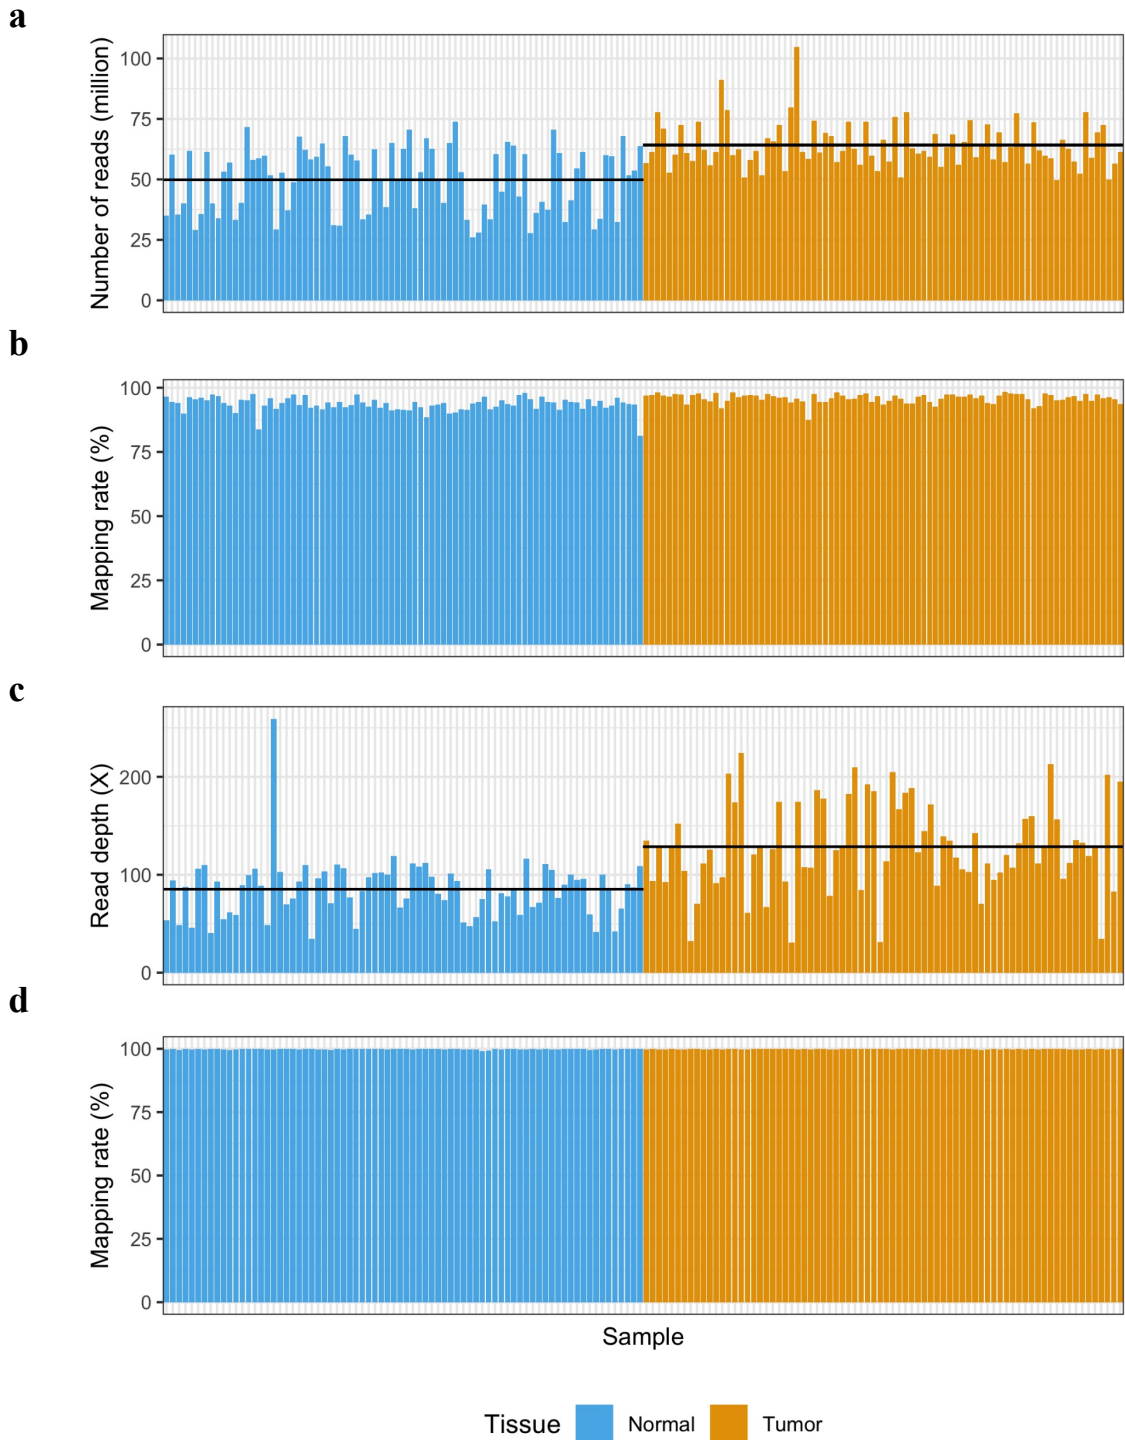 a
Number of reads (million)
100
75
50
25
0
b
Mapping rate (%)
100
75
50
25
0
c
Read depth (X)
200
100
0
d
Mapping rate (%)
100
75
50
25
0
Sample
Tissue Normal Tumor